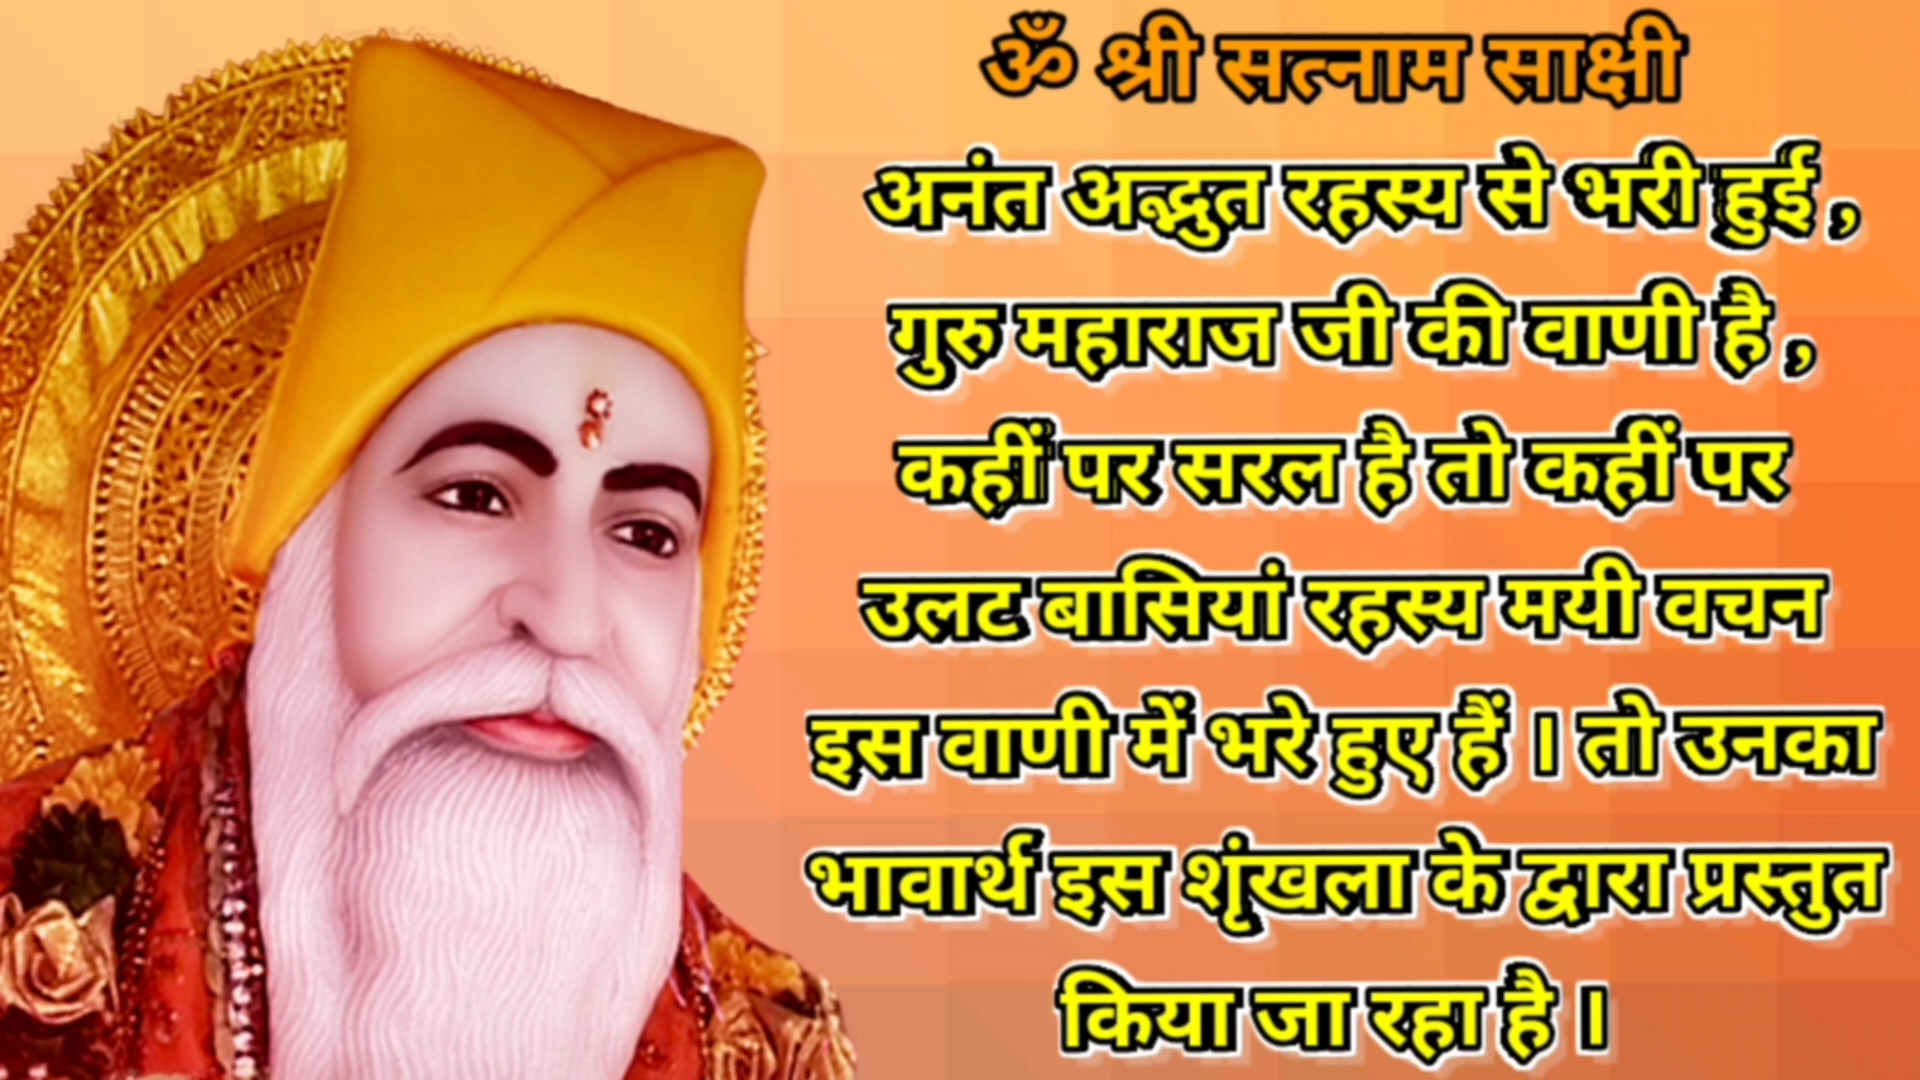 ॐ श्री सत्नाम साक्षी
अनंत अद्भुत रहस्य से भरी हुई ,
गुरु महाराज जी की वाणी है ,
कहीं पर सरल है तो कहीं पर
उलट बासियां रहस्य मयी वचन
इस वाणी में भरे हुए हैं । तो उनका
भावार्थ इस शृंखला के द्वारा प्रस्तुत
किया जा रहा है ।